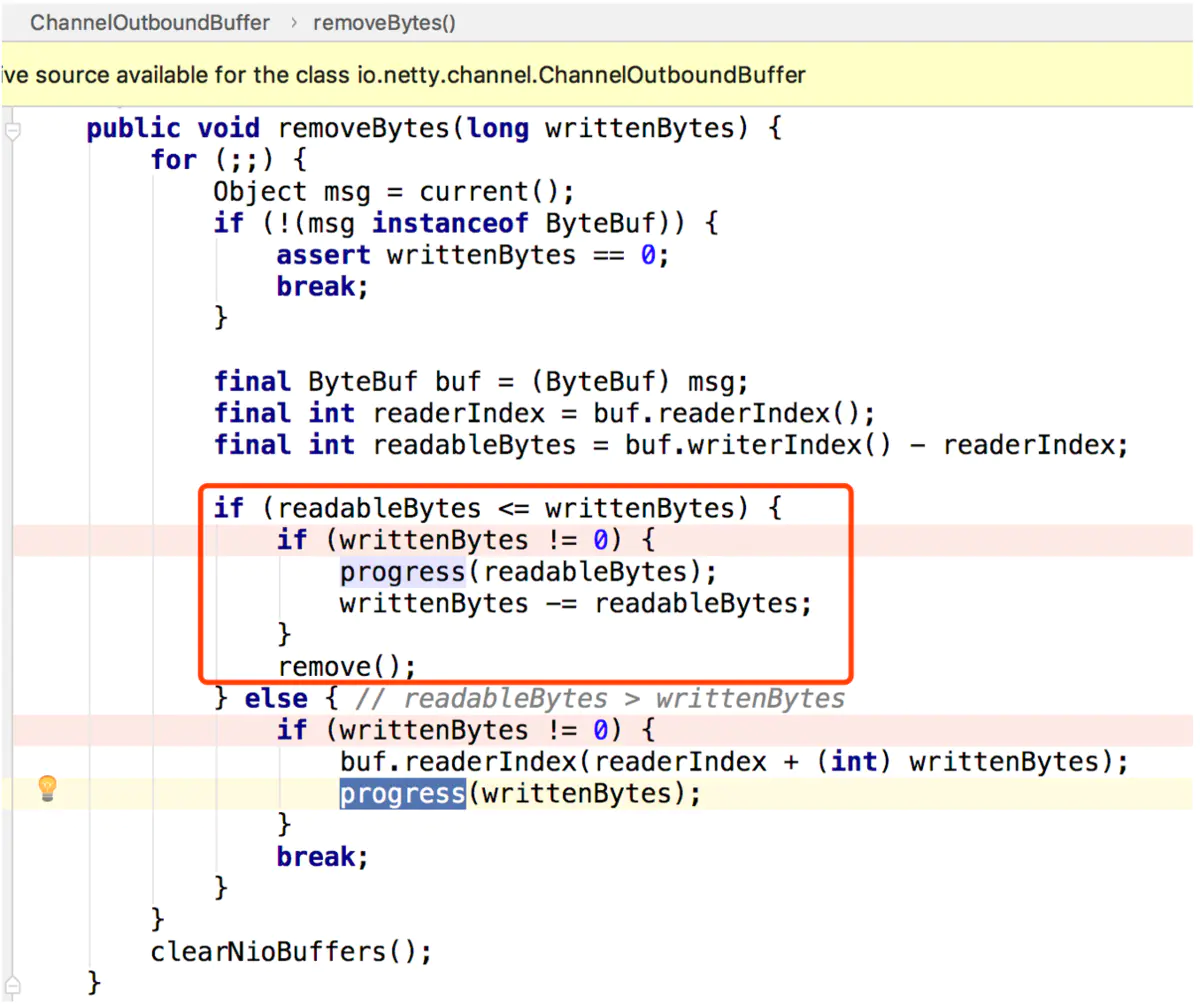 ChannelOutboundBuffer › removeBytes()
ive source available for the class io.netty.channel.ChannelOutboundBuffer
public void removeBytes(long writtenBytes) {
for (;;) {
Object msg = current();
if (!(msg instanceof ByteBuf)) {
assert writtenBytes == 0;
break;
}
final ByteBuf buf = (ByteBuf) msg;
final int readerIndex = buf.readerIndex();
final int readableBytes = buf.writerIndex() - readerIndex;
if (readableBytes <= writtenBytes) {
if (writtenBytes != 0) {
progress(readableBytes);
writtenBytes -= readableBytes;
}
remove();
} else { // readableBytes > writtenBytes
if (writtenBytes != 0) {
buf.readerIndex(readerIndex + (int) writtenBytes);
progress(writtenBytes);
}
break;
}
}
clearNioBuffers();
}